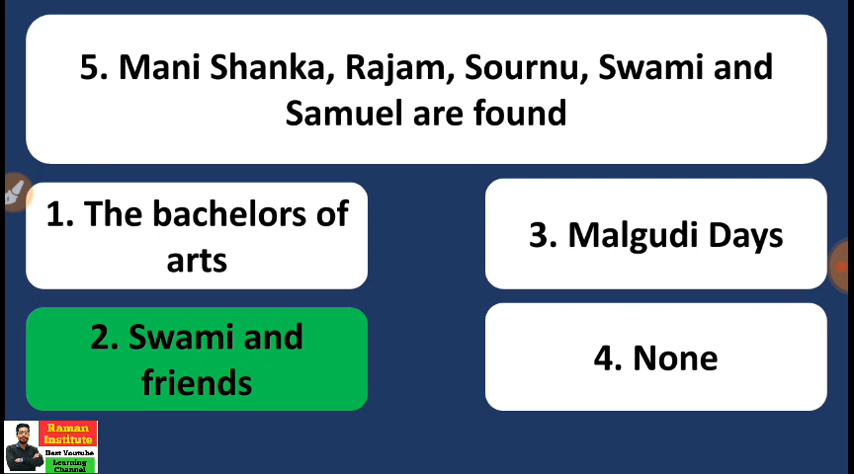 5. Mani Shanka, Rajam, Sournu, Swami and
Samuel are found
1. The bachelors of
arts
3. Malgudi Days
2. Swami and
friends
4. None
Raman
Institute
Best Youtube
Learning
Channel